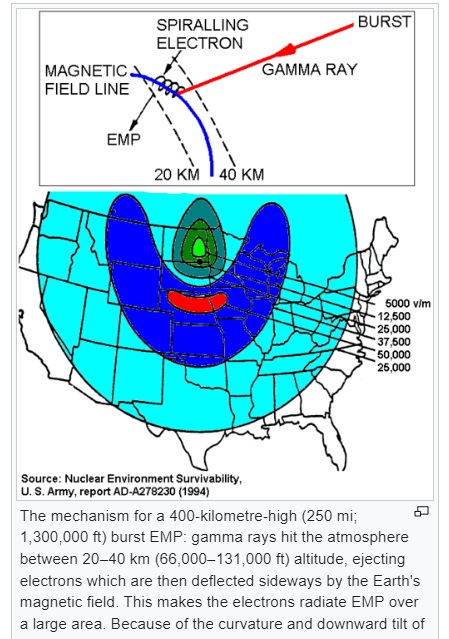 SPIRALLING
ELECTRON
BURST
GAMMA RAY
MAGNETIC
FIELD LINE
EMP
20 KM
40 KM
5000 v/m
12,500
25,000
37,500
50,000
25,000
Source: Nuclear Environment Survivability,
U. S. Army, report AD-A278230 (1994)
The mechanism for a 400-kilometre-high (250 mi;
1,300,000 ft) burst EMP: gamma rays hit the atmosphere
between 20–40 km (66,000–131,000 ft) altitude, ejecting
electrons which are then deflected sideways by the Earth's
magnetic field. This makes the electrons radiate EMP over
a large area. Because of the curvature and downward tilt of